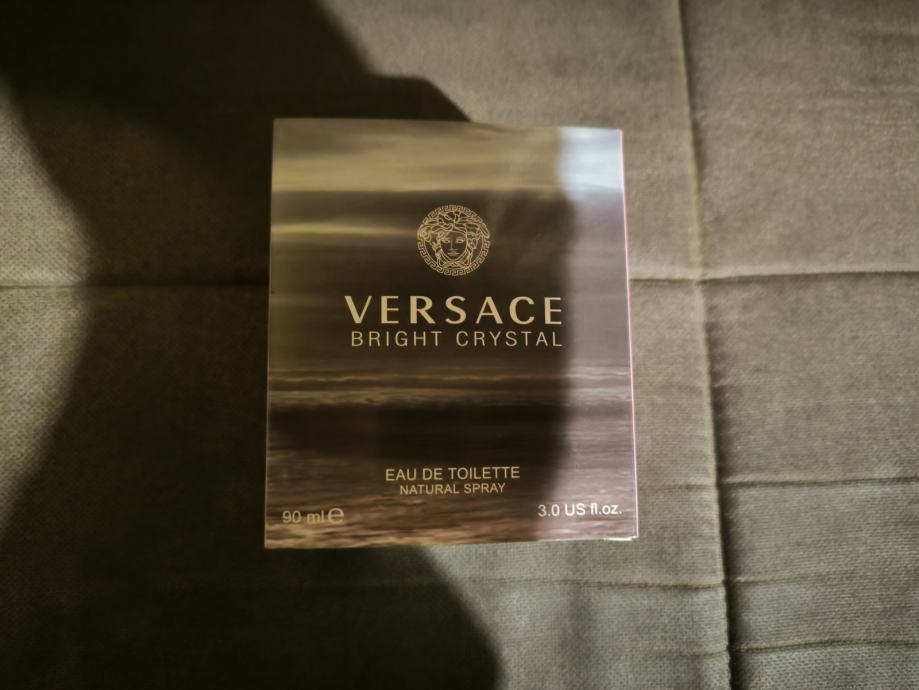 VERSACE
BRIGHT CRYSTAL
EAU DE TOILETTE
NATURAL SPRAY
90 ml ℮
3.0 US fl.oz.